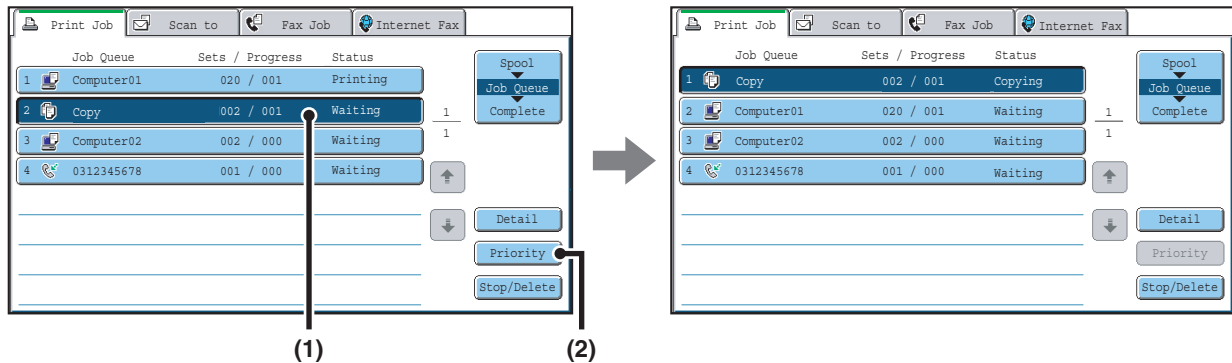 Print Job Scan to Fax Job Internet Fax
Job Queue Sets / Progress Status
1 Computer01 020 / 001 Printing
2 Copy 002 / 001 Waiting
3 Computer02 002 / 000 Waiting
4 0312345678 001 / 000 Waiting
1
1
Spool
Job Queue
Complete
Detail
Priority
Stop/Delete
(1)
(2)
Print Job Scan to Fax Job Internet Fax
Job Queue Sets / Progress Status
1 Copy 002 / 001 Copying
2 Computer01 020 / 001 Waiting
3 Computer02 002 / 000 Waiting
4 0312345678 001 / 000 Waiting
1
1
Spool
Job Queue
Complete
Detail
Priority
Stop/Delete